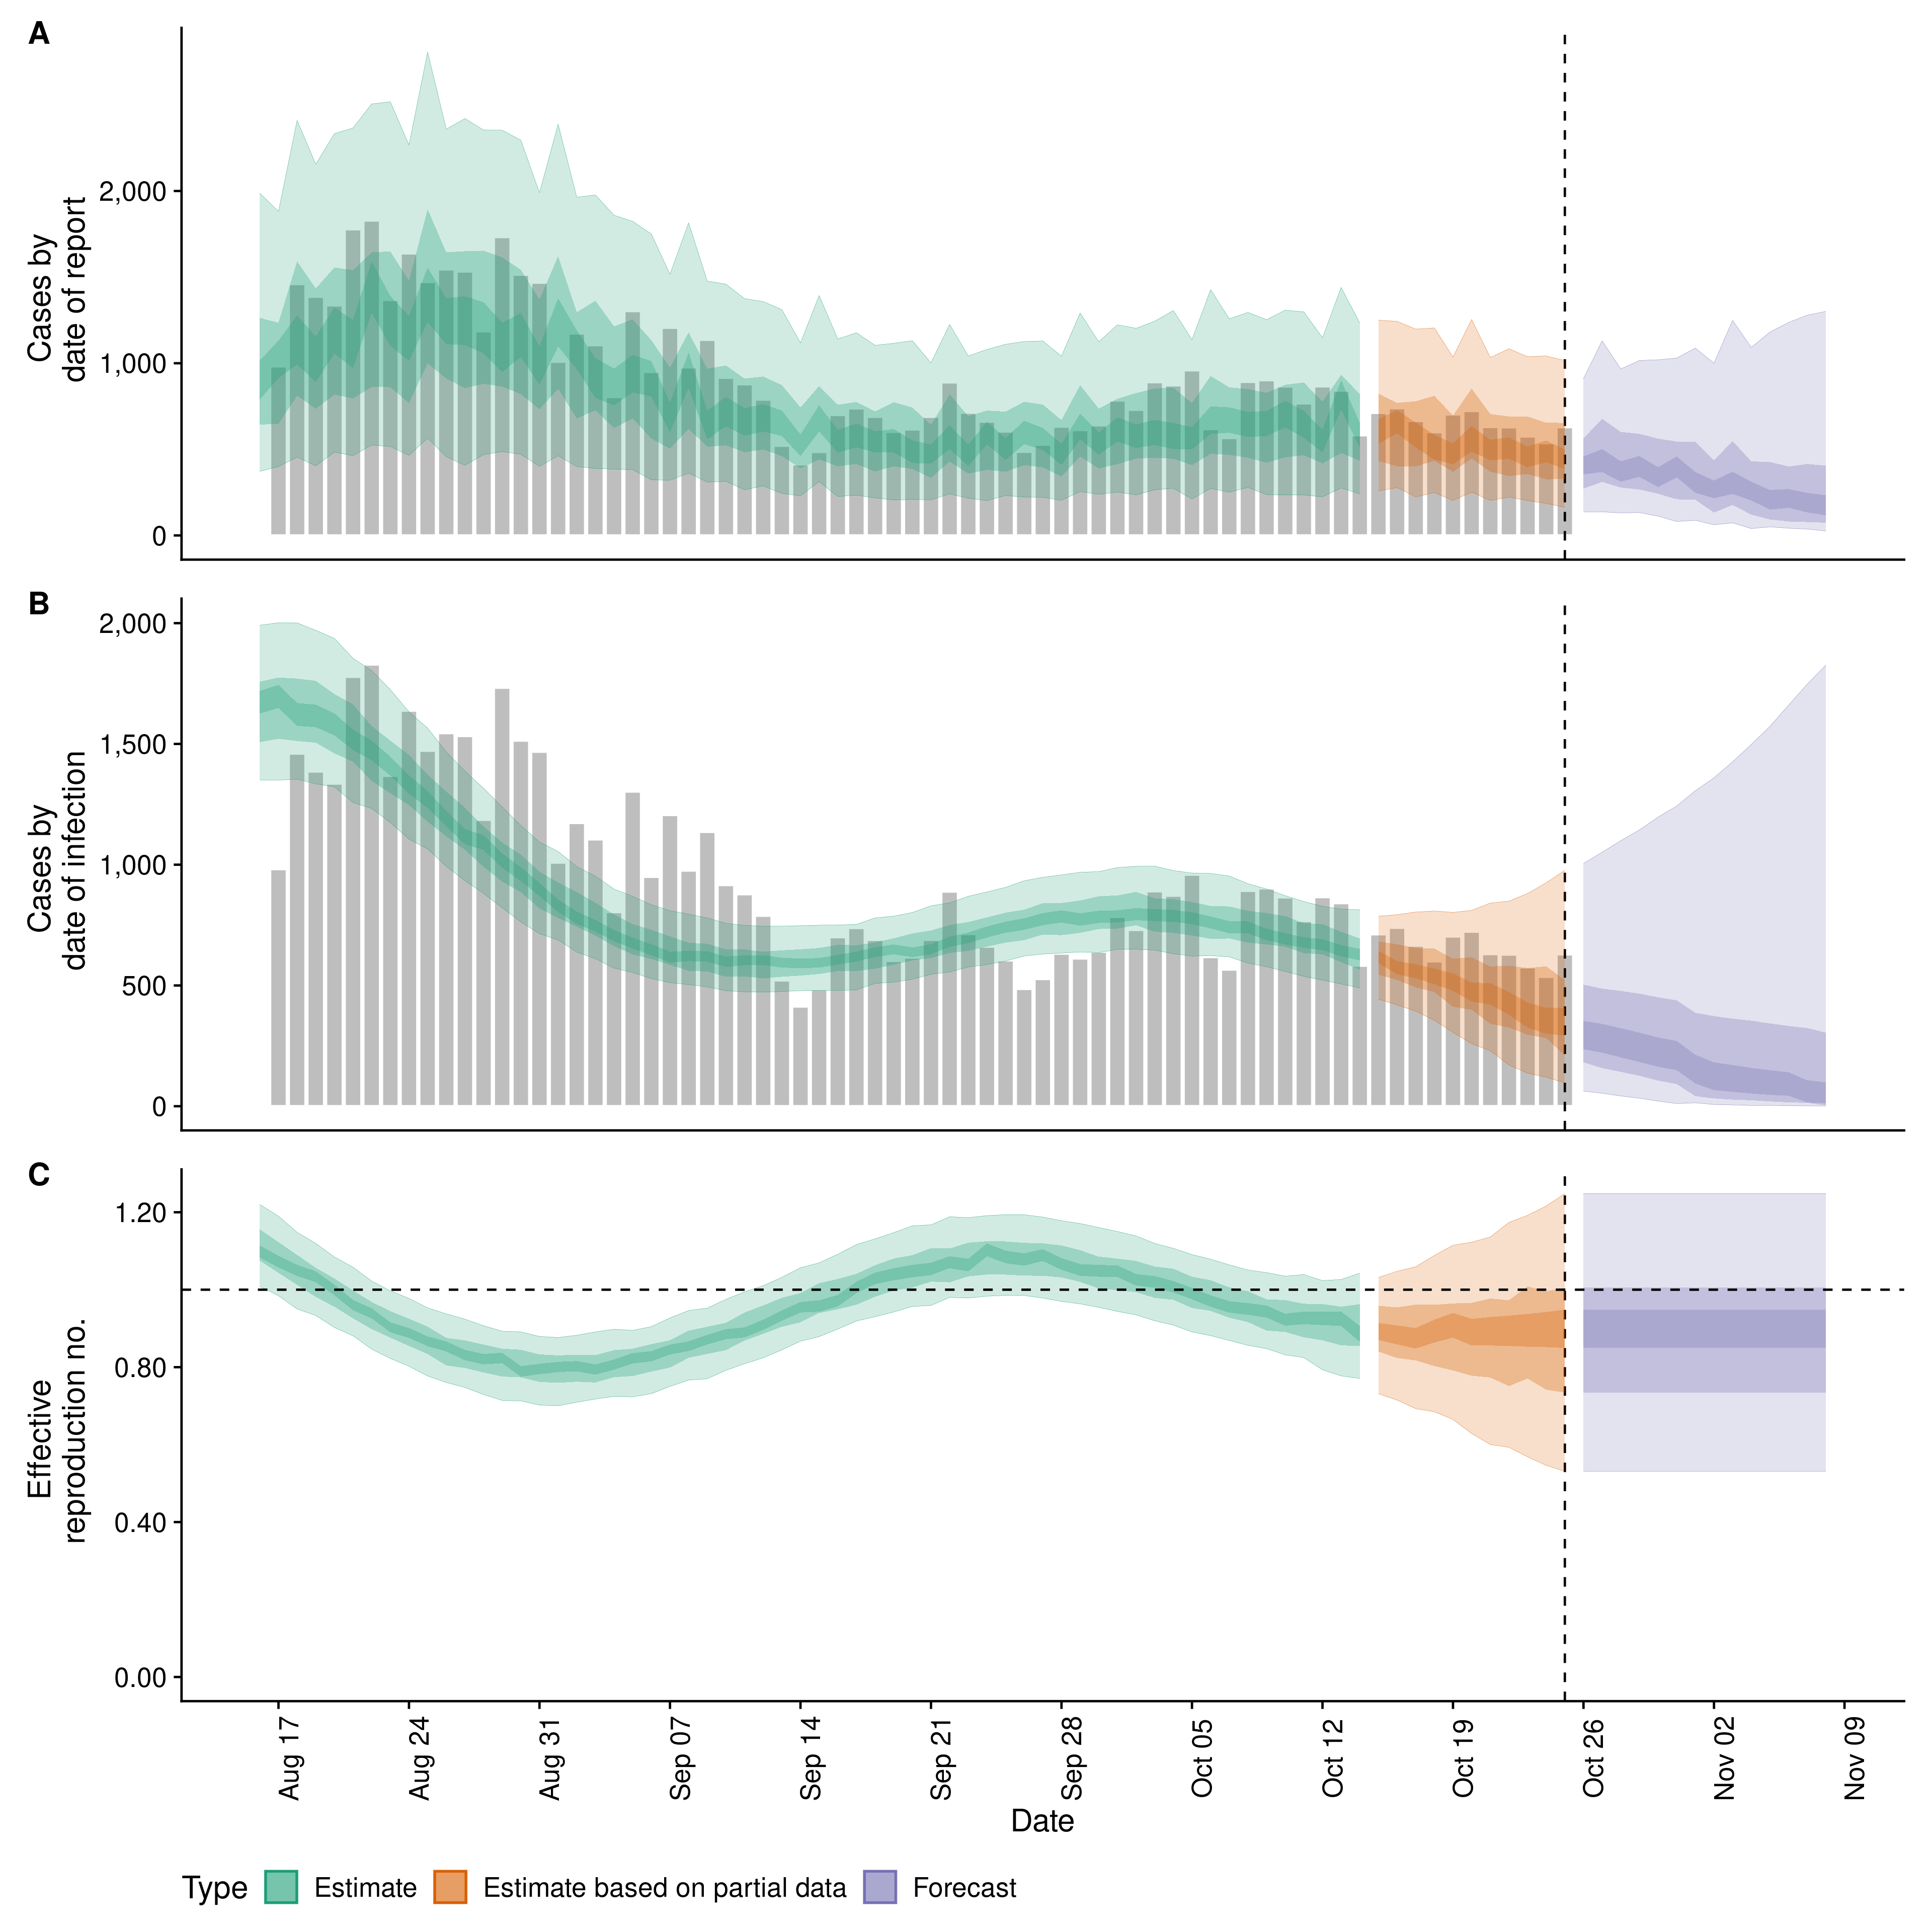 A
Cases by
date of report
2,000
1,000
0
B
Cases by
date of infection
2,000
1,500
1,000
500
0
C
Effective
reproduction no.
1.20
0.80
0.40
0.00
Aug 17
Aug 24
Aug 31
Sep 07
Sep 14
Sep 21
Sep 28
Oct 05
Oct 12
Oct 19
Oct 26
Nov 02
Nov 09
Date
Type Estimate Estimate based on partial data Forecast